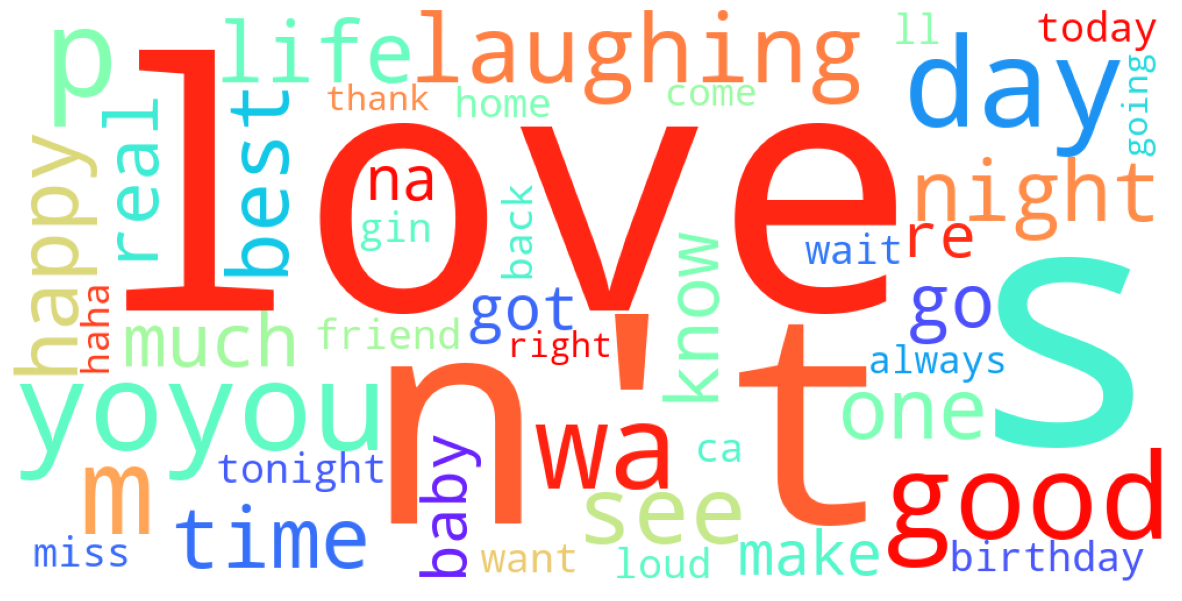 p
life
laughing
ll
today
thank
home
come
day
going
love
real
best
happy
na
gin
back
night
re
wait
know
haha
much
friend
got
right
go
s
always
yoyou
n't
one
wa
ca
m
tonight
baby
see
good
time
miss
want
loud
make
birthday